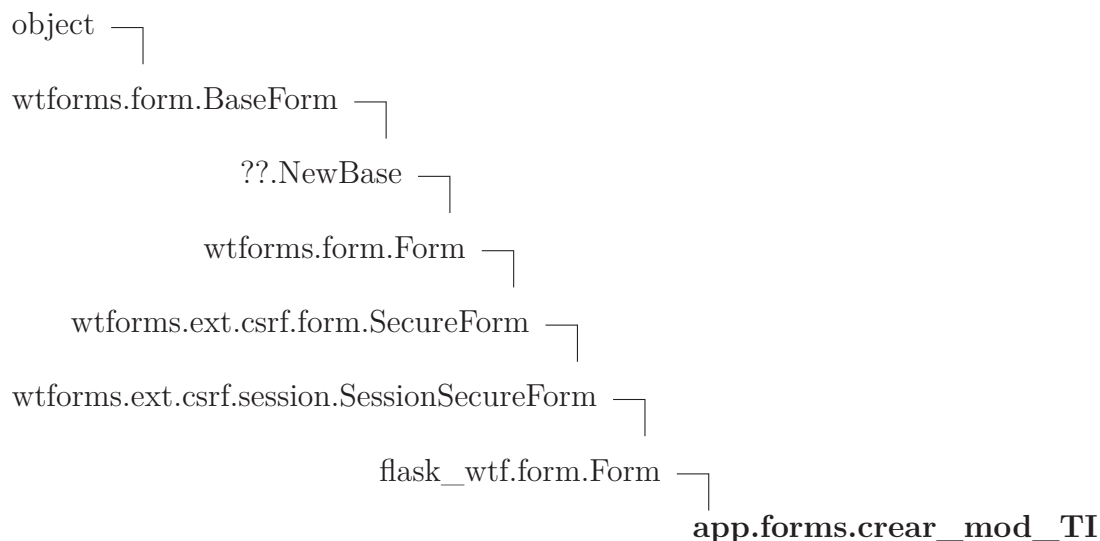 object
wtforms.form.BaseForm
??.NewBase
wtforms.form.Form
wtforms.ext.csrf.form.SecureForm
wtforms.ext.csrf.session.SessionSecureForm
flask_wtf.form.Form
app.forms.crear_mod_TI